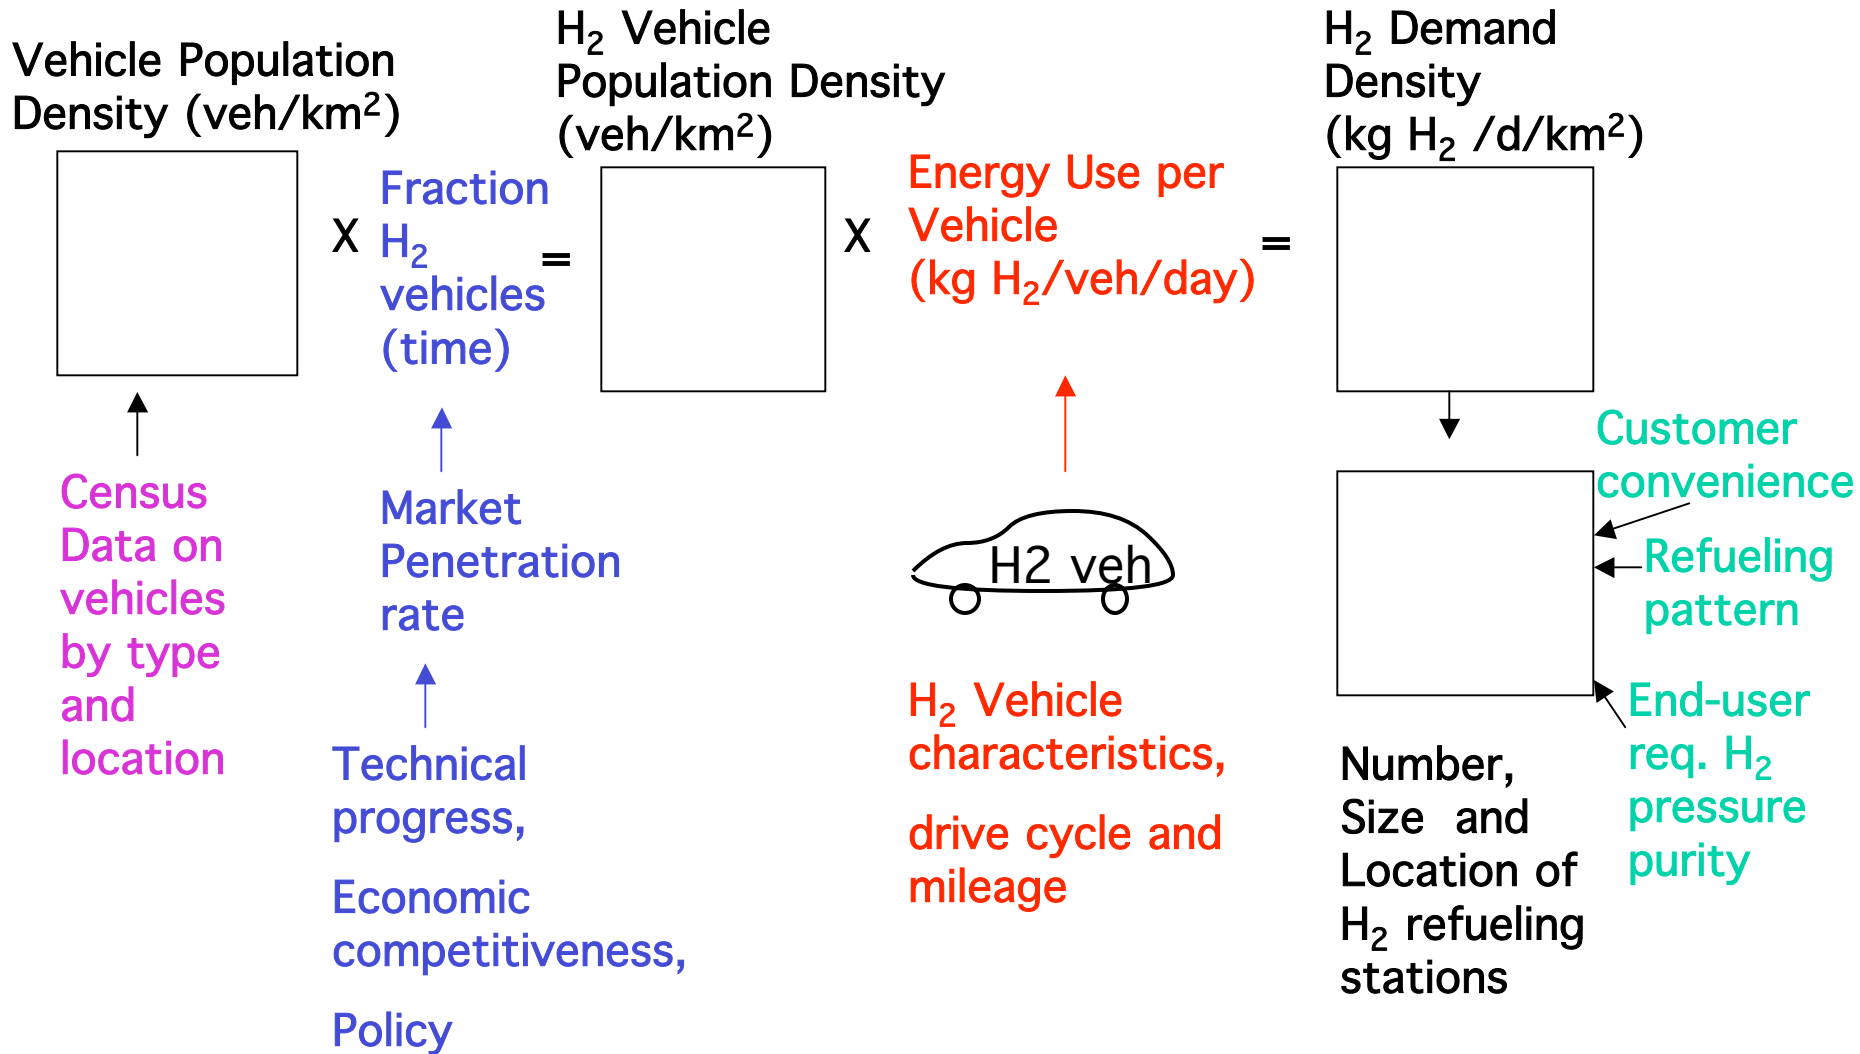 Vehicle Population
Density (veh/km²)
X
Fraction
H₂
vehicles
(time)
=
H₂ Vehicle
Population Density
(veh/km²)
X
Energy Use per
Vehicle
(kg H₂/veh/day)
=
H₂ Demand
Density
(kg H₂ /d/km²)
Census
Data on
vehicles
by type
and
location
Market
Penetration
rate
Technical
progress,
Economic
competitiveness,
Policy
H2 veh
H₂ Vehicle
characteristics,
drive cycle and
mileage
Customer
convenience
Refueling
pattern
End-user
req. H₂
pressure
purity
Number,
Size and
Location of
H₂ refueling
stations